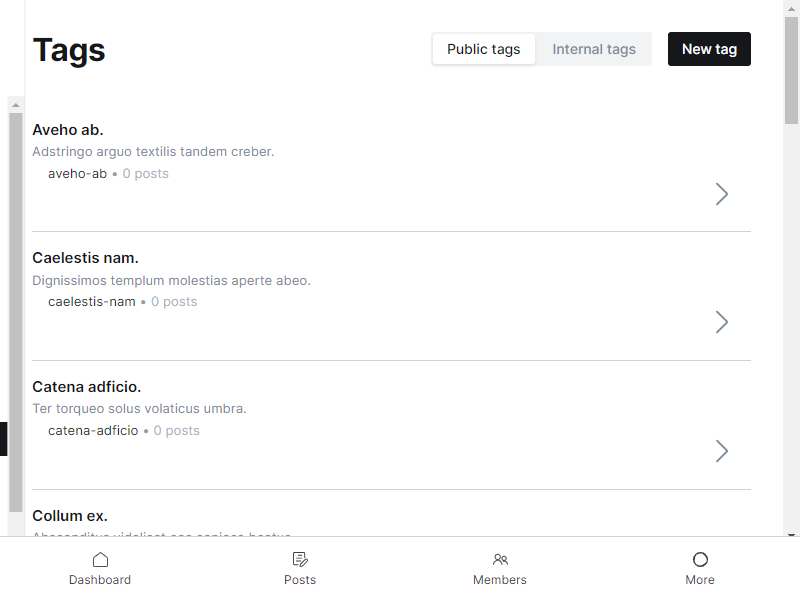 Tags
Public tags
Internal tags
New tag
Aveho ab.
Adstringo arguo textilis tandem creber.
aveho-ab • 0 posts
Caelestis nam.
Dignissimos templum molestias aperte abeo.
caelestis-nam • 0 posts
Catena adficio.
Ter torqueo solus volaticus umbra.
catena-adficio • 0 posts
Collum ex.
Dashboard
Posts
Members
More